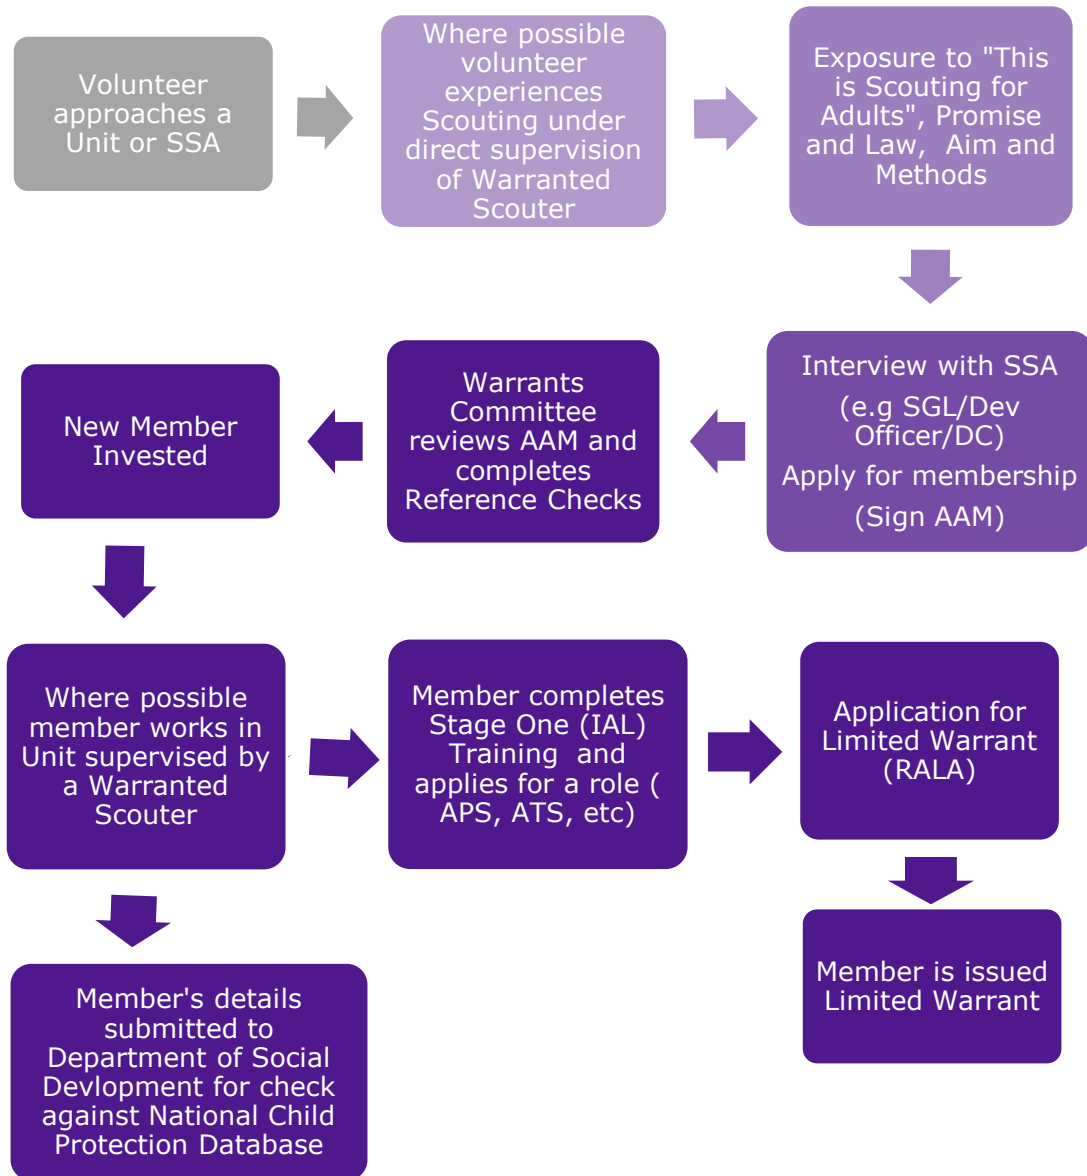 Volunteer
approaches a
Unit or SSA
Where possible
volunteer
experiences
Scouting under
direct supervision
of Warranted
Scouter
Exposure to "This
is Scouting for
Adults", Promise
and Law, Aim and
Methods
Interview with SSA
(e.g SGL/Dev
Officer/DC)
Apply for membership
(Sign AAM)
Warrants
Committee
reviews AAM and
completes
Reference Checks
New Member
Invested
Where possible
member works in
Unit supervised by
a Warranted
Scouter
Member completes
Stage One (IAL)
Training and
applies for a role (
APS, ATS, etc)
Application for
Limited Warrant
(RALA)
Member is issued
Limited Warrant
Member's details
submitted to
Department of Social
Devlopment for check
against National Child
Protection Database